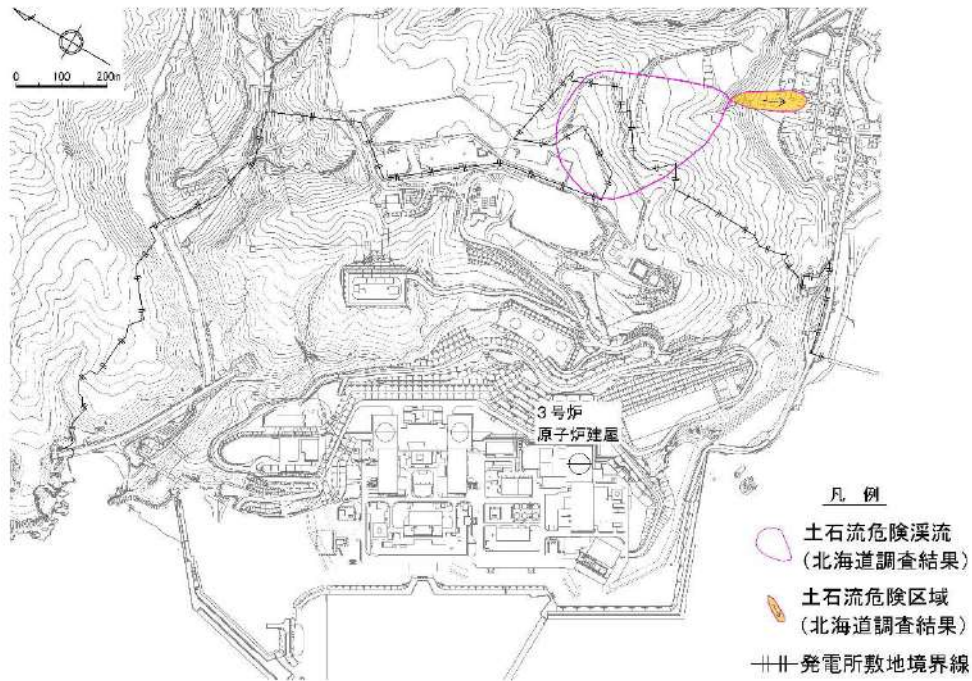 0 100 200m
3号炉
原子炉建屋
凡例
土石流危険渓流
(北海道調査結果)
土石流危険区域
(北海道調査結果)
発電所敷地境界線